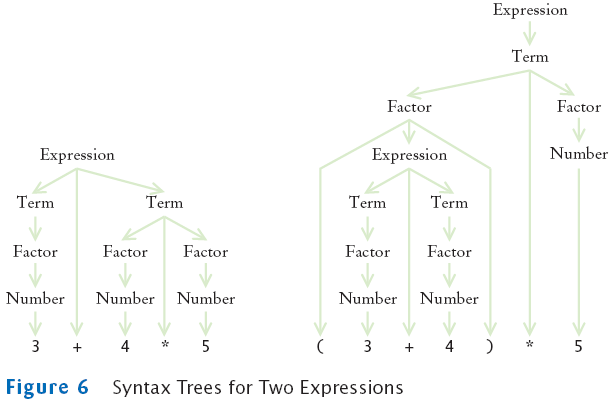 Expression
Term
Factor Factor
Expression Expression Number
Term Term Term Term
Factor Factor Factor Factor Factor
Number Number Number Number Number
3 + 4 * 5 ( 3 + 4 ) * 5
Figure 6 Syntax Trees for Two Expressions